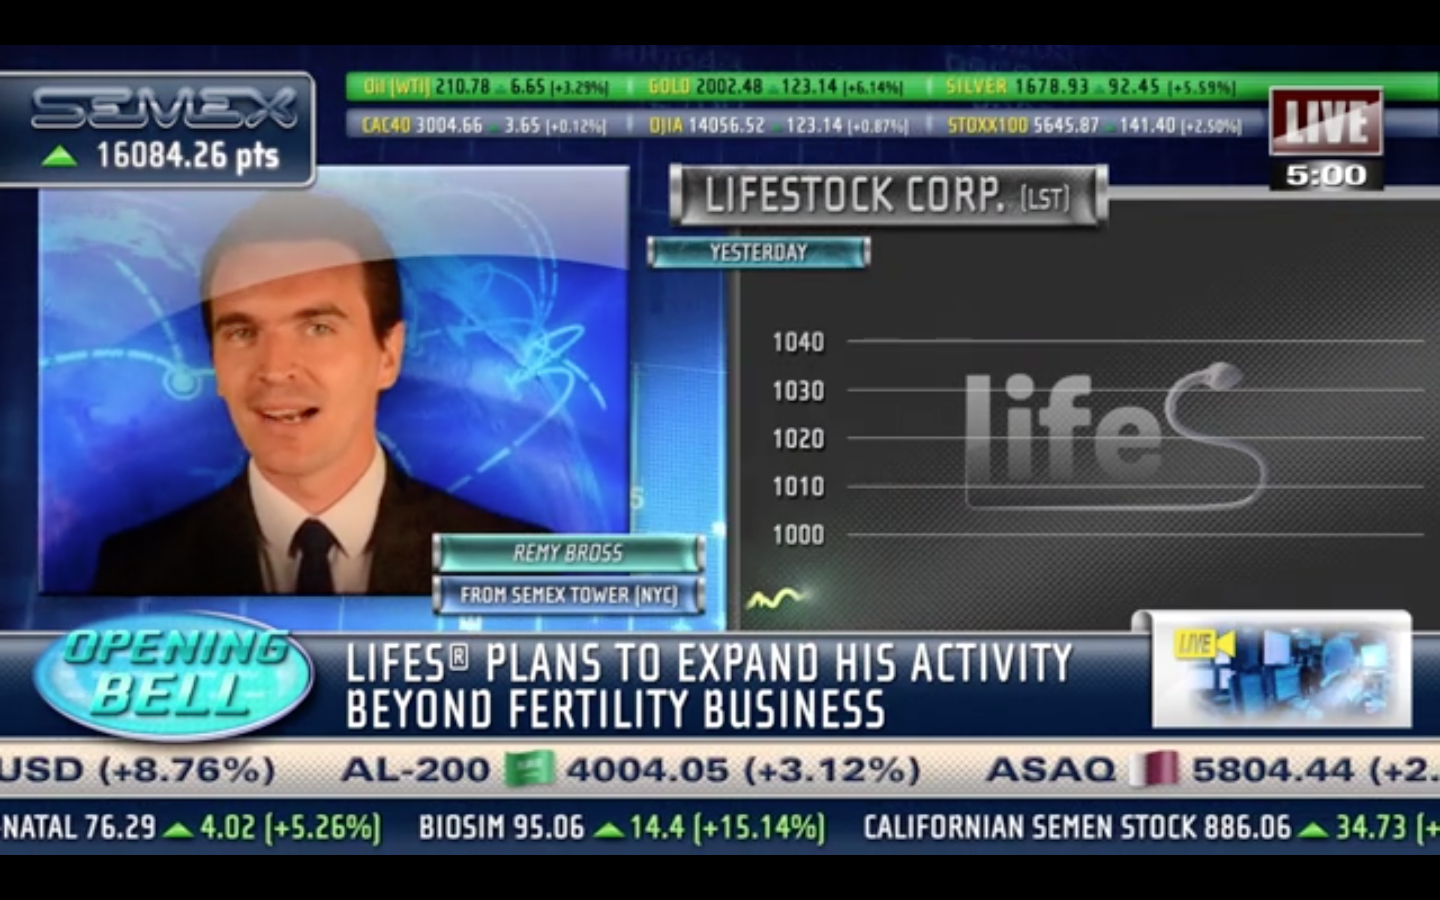 SEMEX
16084.26 pts
Oil [WTI] 210.78 6.65 [+3.29%] GOLD 2002.48 123.14 [+6.14%] SILVER 1678.93 92.45 [+5.59%]
CAC40 3004.66 3.65 [+0.12%] DJIA 14056.52 123.14 [+0.87%] STOXX100 5645.87 141.40 [+2.50%]
LIVE
5:00
LIFESTOCK CORP. [LST]
YESTERDAY
1040
1030
1020
1010
1000
lifeS
REMY BROSS
FROM SEMEX TOWER [NYC]
OPENING
BELL
LIFES® PLANS TO EXPAND HIS ACTIVITY
BEYOND FERTILITY BUSINESS
LIVE
USD (+8.76%) AL-200 4004.05 (+3.12%) ASAQ 5804.44 (+2.
-NATAL 76.29 4.02 [+5.26%] BIOSIM 95.06 14.4 [+15.14%] CALIFORNIAN SEMEN STOCK 886.06 34.73 [+